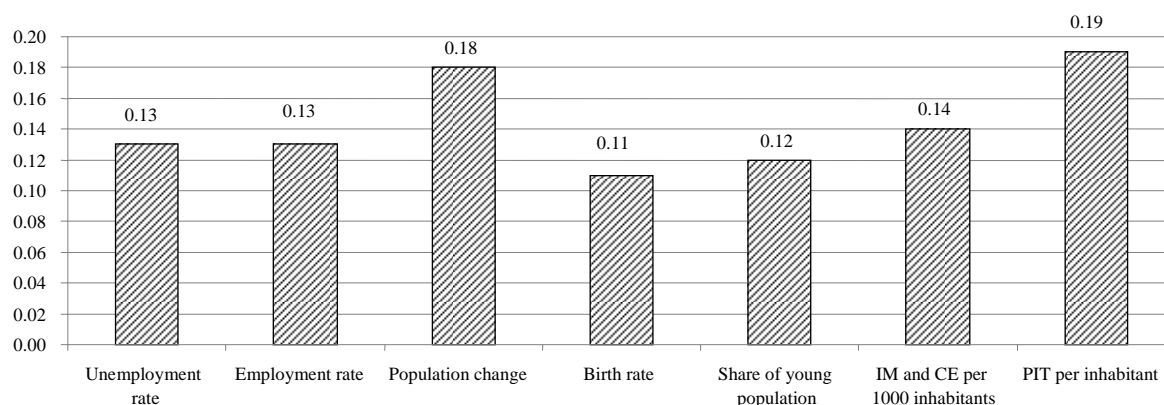 0.20
0.18
0.16
0.14
0.12
0.10
0.08
0.06
0.04
0.02
0.00
0.13
0.13
0.18
0.11
0.12
0.14
0.19
Unemployment
rate
Employment rate
Population change
Birth rate
Share of young
population
IM and CE per
1000 inhabitants
PIT per inhabitant